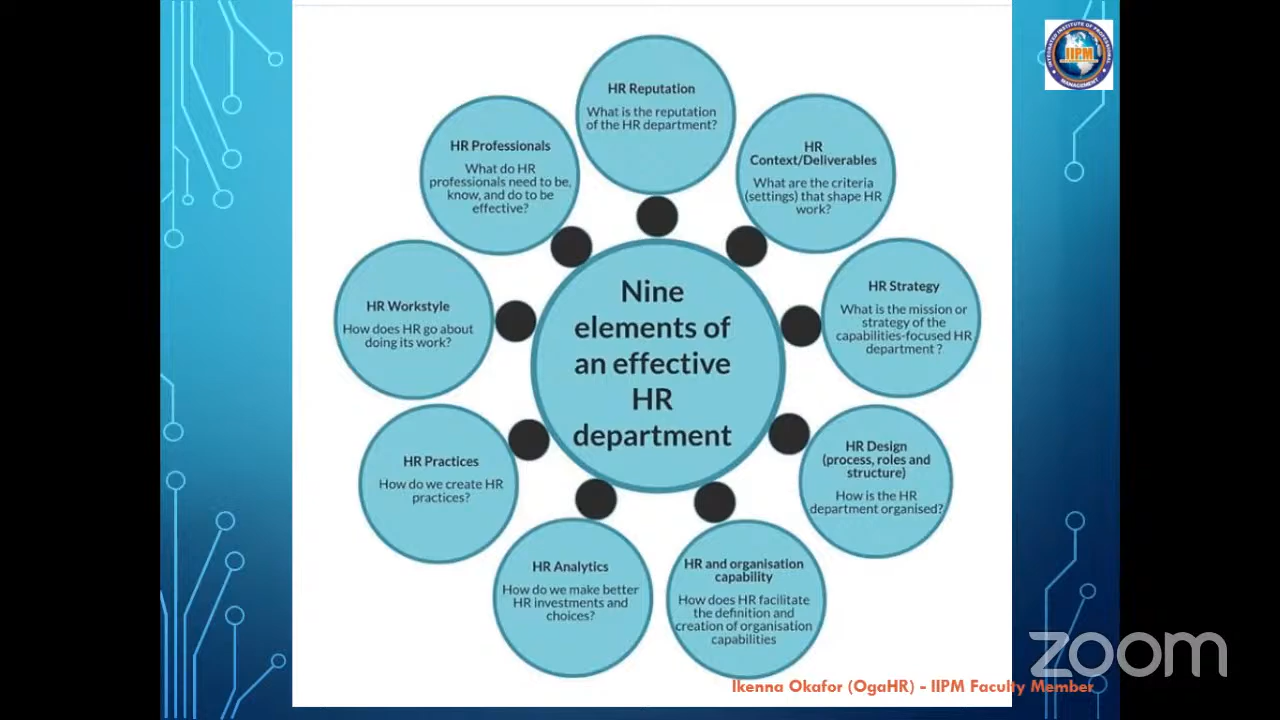 HR Reputation
What is the reputation
of the HR department?
HR
Context/Deliverables
What are the criteria
(settings) that shape HR
work?
HR Strategy
What is the mission or
strategy of the
capabilities-focused HR
department ?
HR Design
(process, roles and
structure)
How is the HR
department organised?
HR and organisation
capability
How does HR facilitate
the definition and
creation of organisation
capabilities
HR Analytics
How do we make better
HR investments and
choices?
HR Practices
How do we create HR
practices?
HR Workstyle
How does HR go about
doing its work?
HR Professionals
What do HR
professionals need to be,
know, and do to be
effective?
Nine
elements of
an effective
HR
department
INTEGRATED INSTITUTE OF PROFESSIONAL
MANAGEMENT
IIPM
zoom
Ikenna Okafor (OgaHR) - IIPM Faculty Member